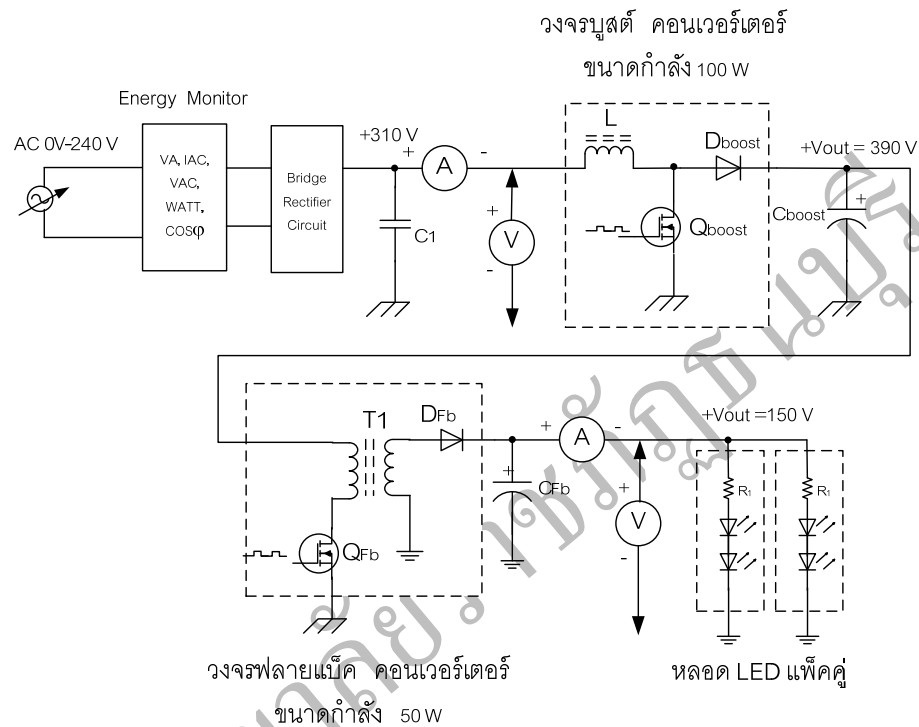 วงจรบูสต์ คอนเวอร์เตอร์
ขนาดกำลัง 100 W
Energy Monitor
AC 0V-240 V
VA, IAC,
VAC,
WATT,
COSφ
Bridge
Rectifier
Circuit
+310 V
+
A
-
C1
+
V
-
L
Dboost
Qboost
+Vout = 390 V
+
Cboost
T1
DFb
QFb
+
CFb
+
A
-
+
V
-
+Vout =150 V
R1
R1
วงจรฟลายแบ็ค คอนเวอร์เตอร์
ขนาดกำลัง 50 W
หลอด LED แพ็คคู่